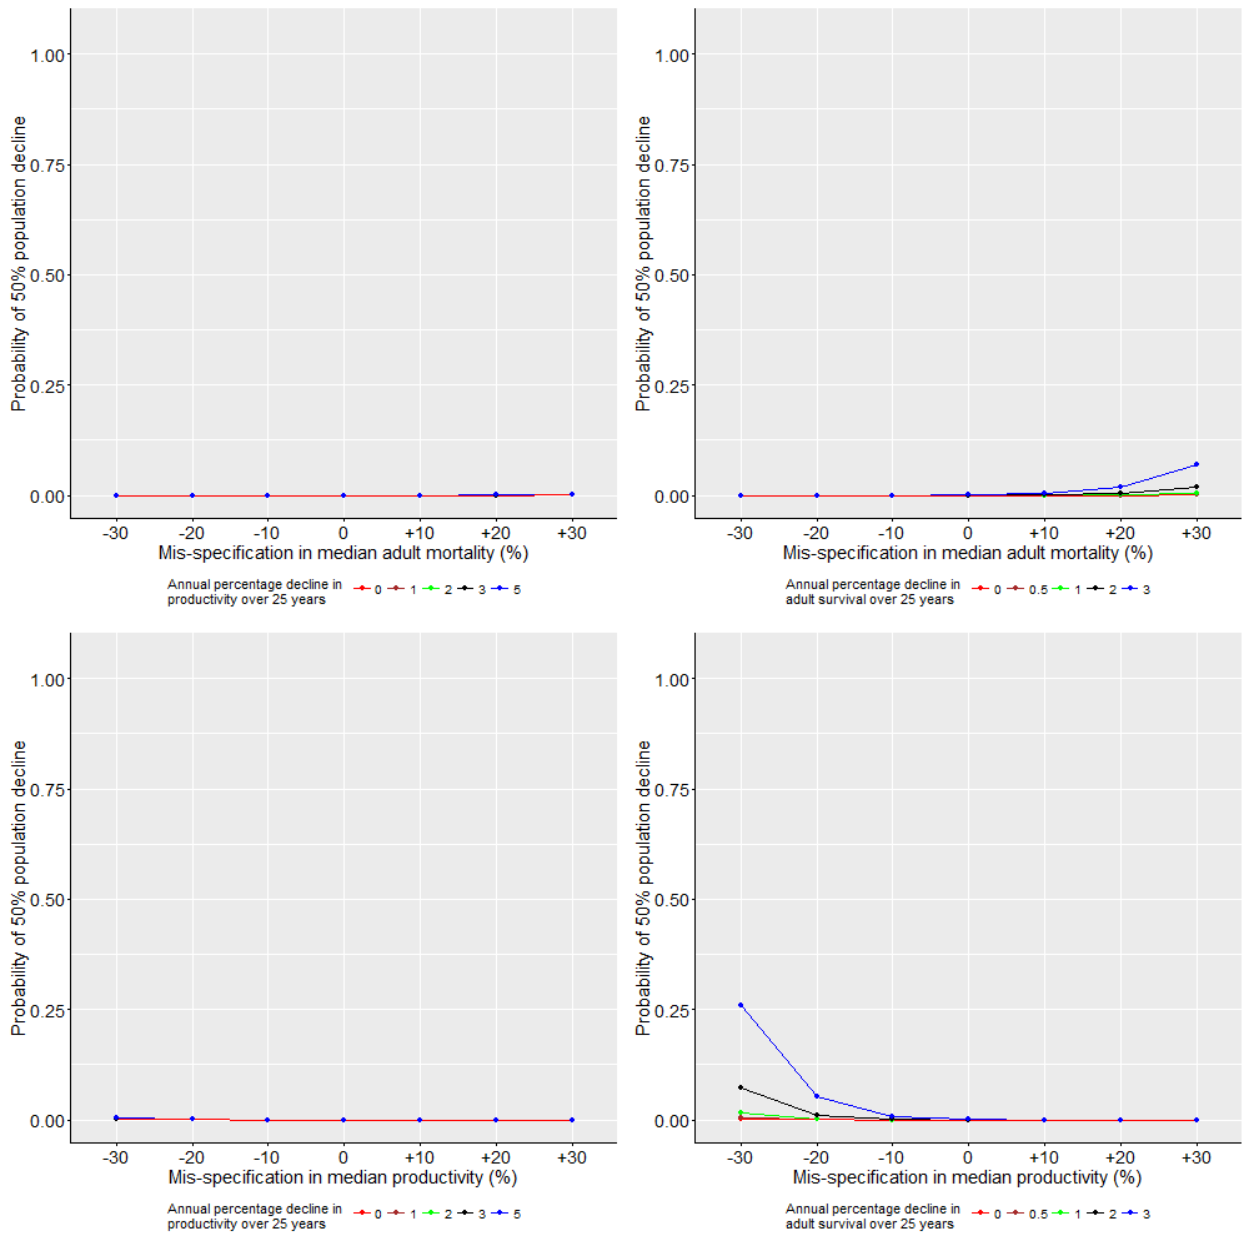 Probability of 50% population decline
1.00
0.75
0.50
0.25
0.00
-30 -20 -10 0 +10 +20 +30
Mis-specification in median adult mortality (%)
Annual percentage decline in
productivity over 25 years
0 1 2 3 5
Probability of 50% population decline
1.00
0.75
0.50
0.25
0.00
-30 -20 -10 0 +10 +20 +30
Mis-specification in median adult mortality (%)
Annual percentage decline in
adult survival over 25 years
0 0.5 1 2 3
Probability of 50% population decline
1.00
0.75
0.50
0.25
0.00
-30 -20 -10 0 +10 +20 +30
Mis-specification in median productivity (%)
Annual percentage decline in
productivity over 25 years
0 1 2 3 5
Probability of 50% population decline
1.00
0.75
0.50
0.25
0.00
-30 -20 -10 0 +10 +20 +30
Mis-specification in median productivity (%)
Annual percentage decline in
adult survival over 25 years
0 0.5 1 2 3